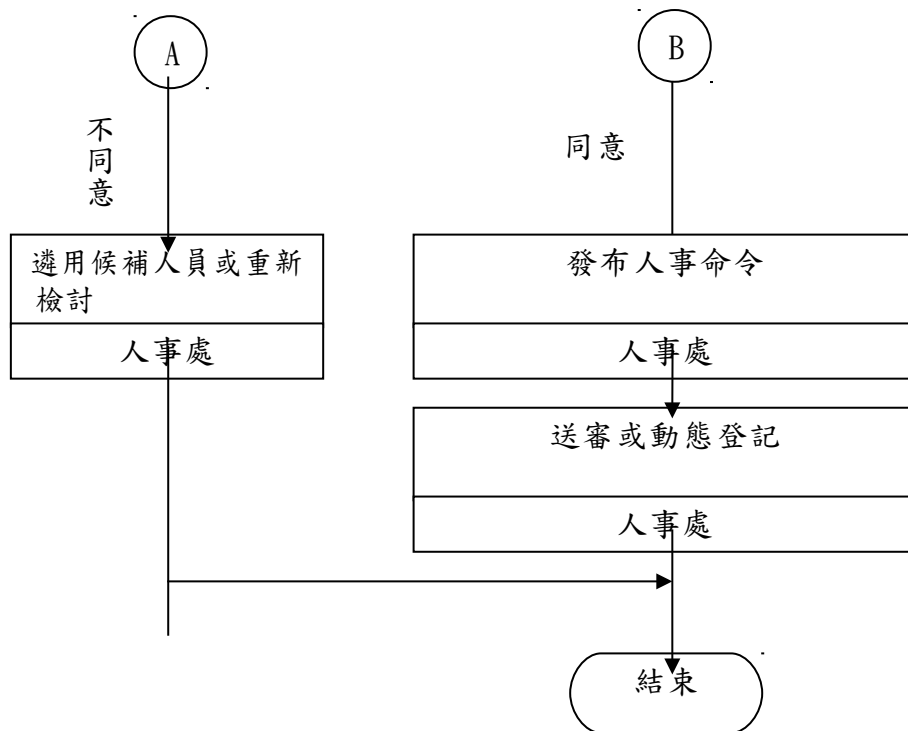 A
B
不同意
同意
遴用候補人員或重新
檢討
人事處
發布人事命令
人事處
送審或動態登記
人事處
結束